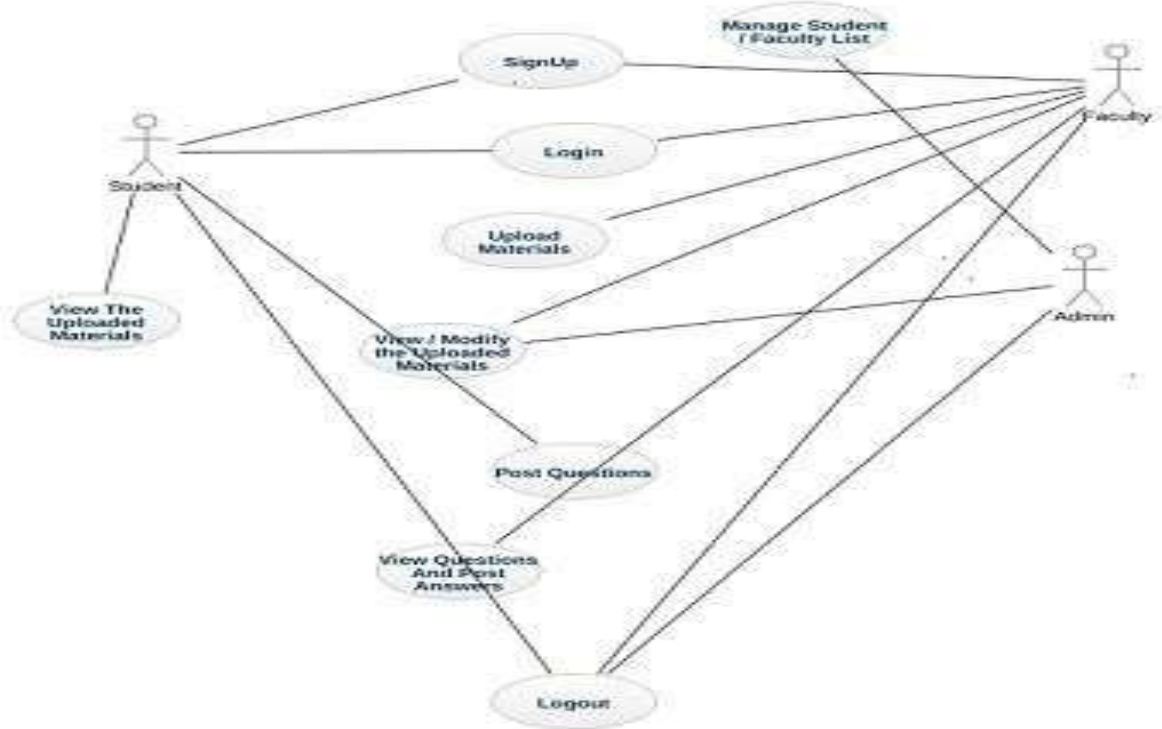 Manage Student
/ Faculty List
SignUp
Faculty
Login
Student
Upload
Materials
View The
Uploaded
Materials
Admin
View / Modify
the Uploaded
Materials
Post Questions
View Questions
And Post
Answers
Logout